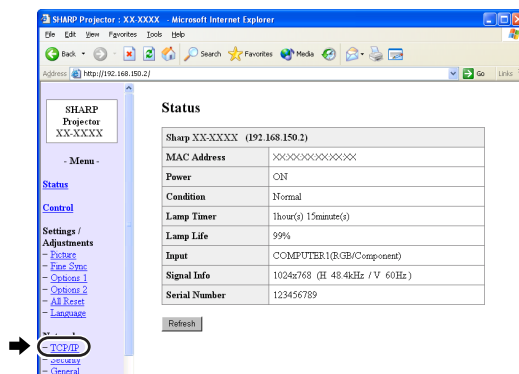 SHARP Projector : XX-XXXX - Microsoft Internet Explorer
File Edit View Favorites Tools Help
Back Search Favorites Media
Address http://192.168.150.2/ Go Links
SHARP
Projector
XX-XXXX
- Menu -
Status
Control
Settings /
Adjustments
- Picture
- Fine Sync
- Options 1
- Options 2
- All Reset
- Language
- TCP/IP
- Security
- General
Status
Sharp XX-XXXX (192.168.150.2)
MAC Address XXXXXXXXXXXX
Power ON
Condition Normal
Lamp Timer 1hour(s) 15minute(s)
Lamp Life 99%
Input COMPUTER1(RGB/Component)
Signal Info 1024x768 (H 48.4kHz / V 60Hz )
Serial Number 123456789
Refresh